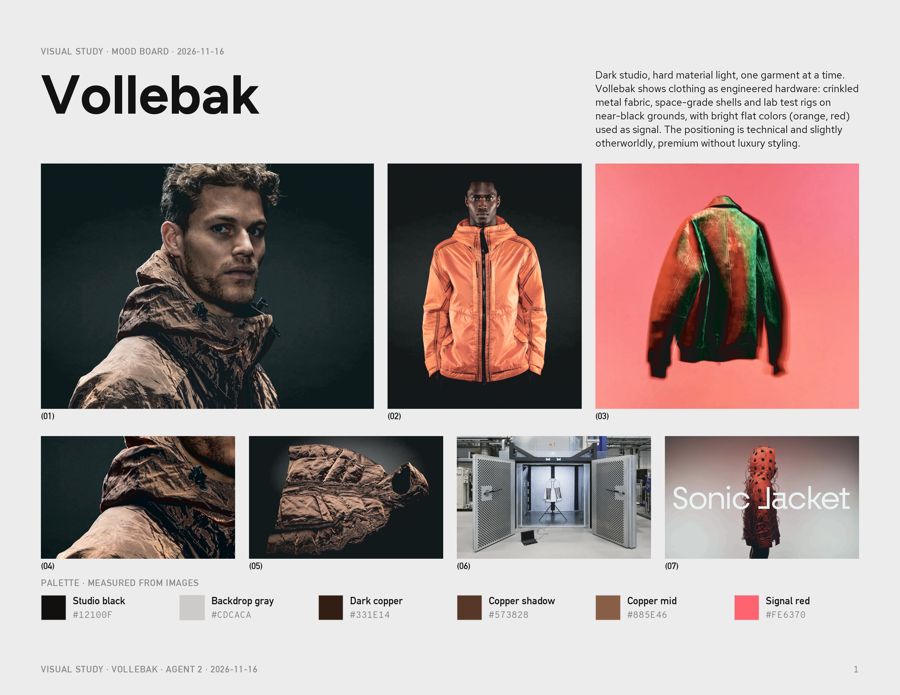 VISUAL STUDY · MOOD BOARD · 2026-11-16
Vollebak
Dark studio, hard material light, one garment at a time.
Vollebak shows clothing as engineered hardware: crinkled
metal fabric, space-grade shells and lab test rigs on
near-black grounds, with bright flat colors (orange, red)
used as signal. The positioning is technical and slightly
otherworldly, premium without luxury styling.
(01)
(02)
(03)
Sonic Jacket
(04)
(05)
(06)
(07)
PALETTE · MEASURED FROM IMAGES
Studio black
#12100F
Backdrop gray
#CDCACA
Dark copper
#331E14
Copper shadow
#573828
Copper mid
#885E46
Signal red
#FE6370
VISUAL STUDY · VOLLEBAK · AGENT 2 · 2026-11-16
1